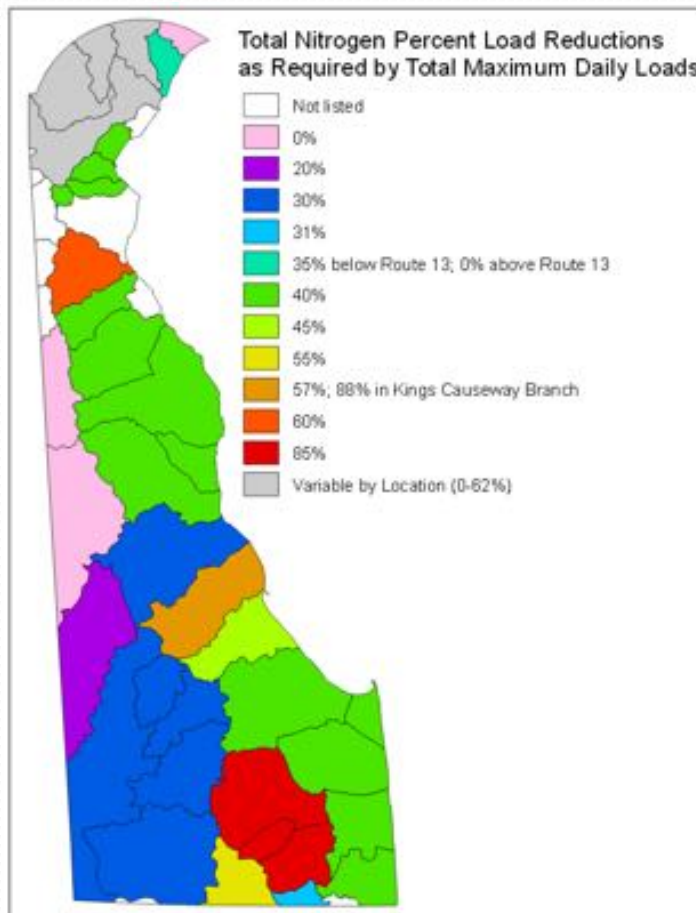 Total Nitrogen Percent Load Reductions
as Required by Total Maximum Daily Loads
Not listed
0%
20%
30%
31%
35% below Route 13; 0% above Route 13
40%
45%
55%
57%; 88% in Kings Causeway Branch
60%
85%
Variable by Location (0-62%)